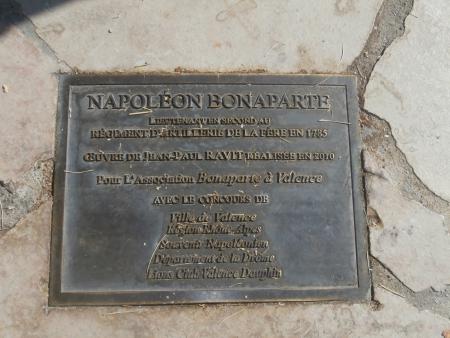 NAPOLÉON BONAPARTE
LIEUTENANT EN SECOND AU
RÉGIMENT D'ARTILLERIE DE LA FÈRE EN 1785
ŒUVRE DE JEAN-PAUL RAVIT RÉALISÉE EN 2010
POUR L'ASSOCIATION Bonaparte à Valence
AVEC LE CONCOURS DE
Ville de Valence
Région Rhône-Alpes
Souvenir Napoléonien
Département de la Drôme
Lions Club Valence Dauphin